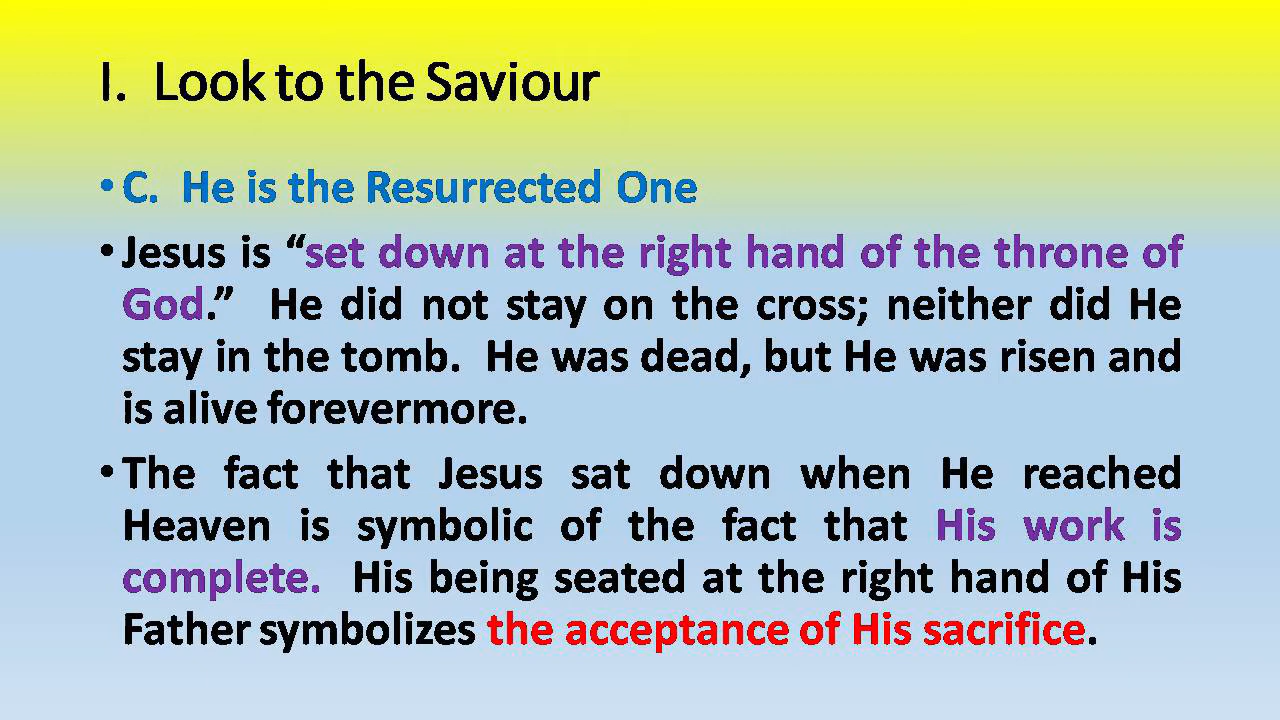 I.  Look to the Saviour
• C.  He is the Resurrected One
• Jesus is “set down at the right hand of the throne of
God.”  He did not stay on the cross; neither did He
stay in the tomb.  He was dead, but He was risen and
is alive forevermore.
• The fact that Jesus sat down when He reached
Heaven is symbolic of the fact that His work is
complete.  His being seated at the right hand of His
Father symbolizes the acceptance of His sacrifice.